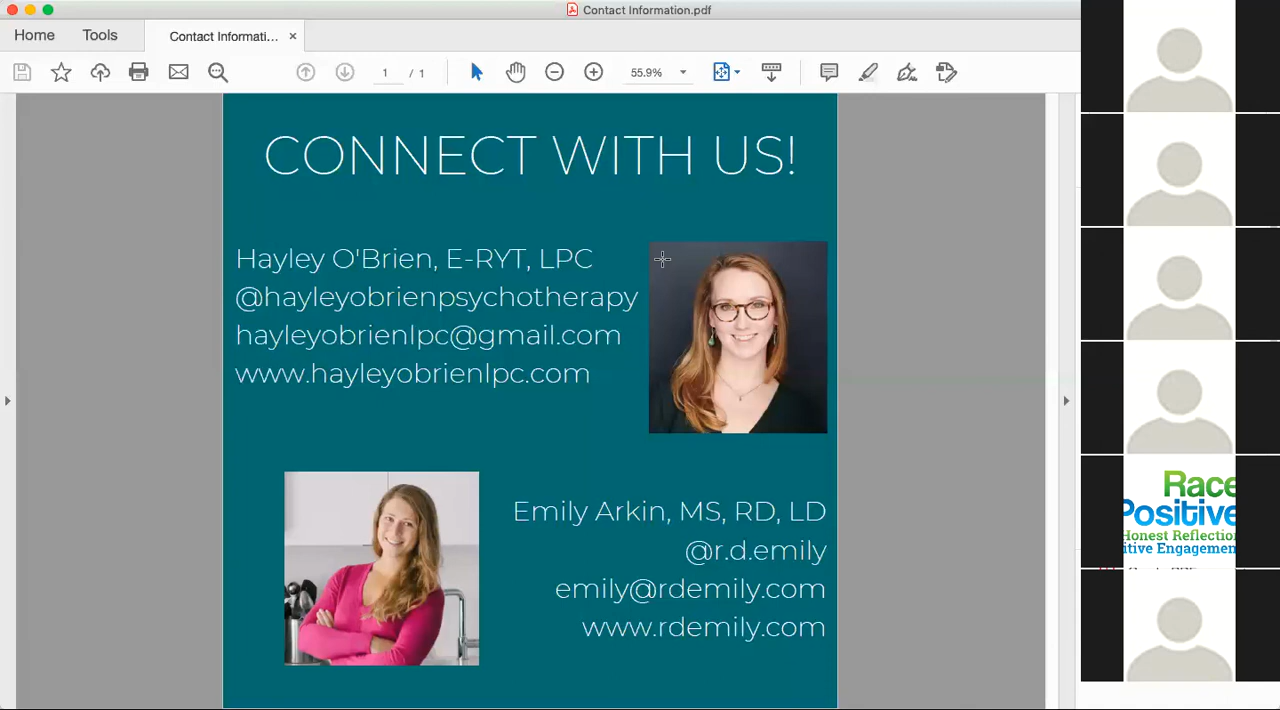 Contact Information.pdf
Home
Tools
Contact Informati...
1 / 1
55.9%
CONNECT WITH US!
Hayley O'Brien, E-RYT, LPC
@hayleyobrienpsychotherapy
hayleyobrienlpc@gmail.com
www.hayleyobrienlpc.com
Emily Arkin, MS, RD, LD
@r.d.emily
emily@rdemily.com
www.rdemily.com
Race
Positive
Honest Reflection
itive Engagemen